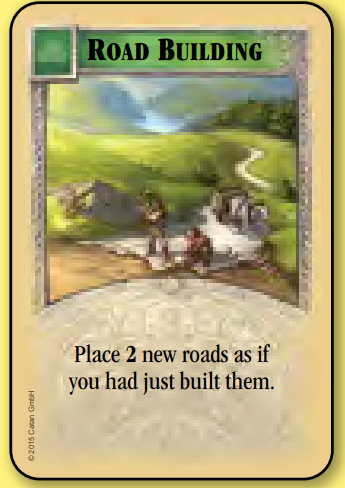 ROAD BUILDING
Place 2 new roads as if
you had just built them.
©2015 Catan GmbH